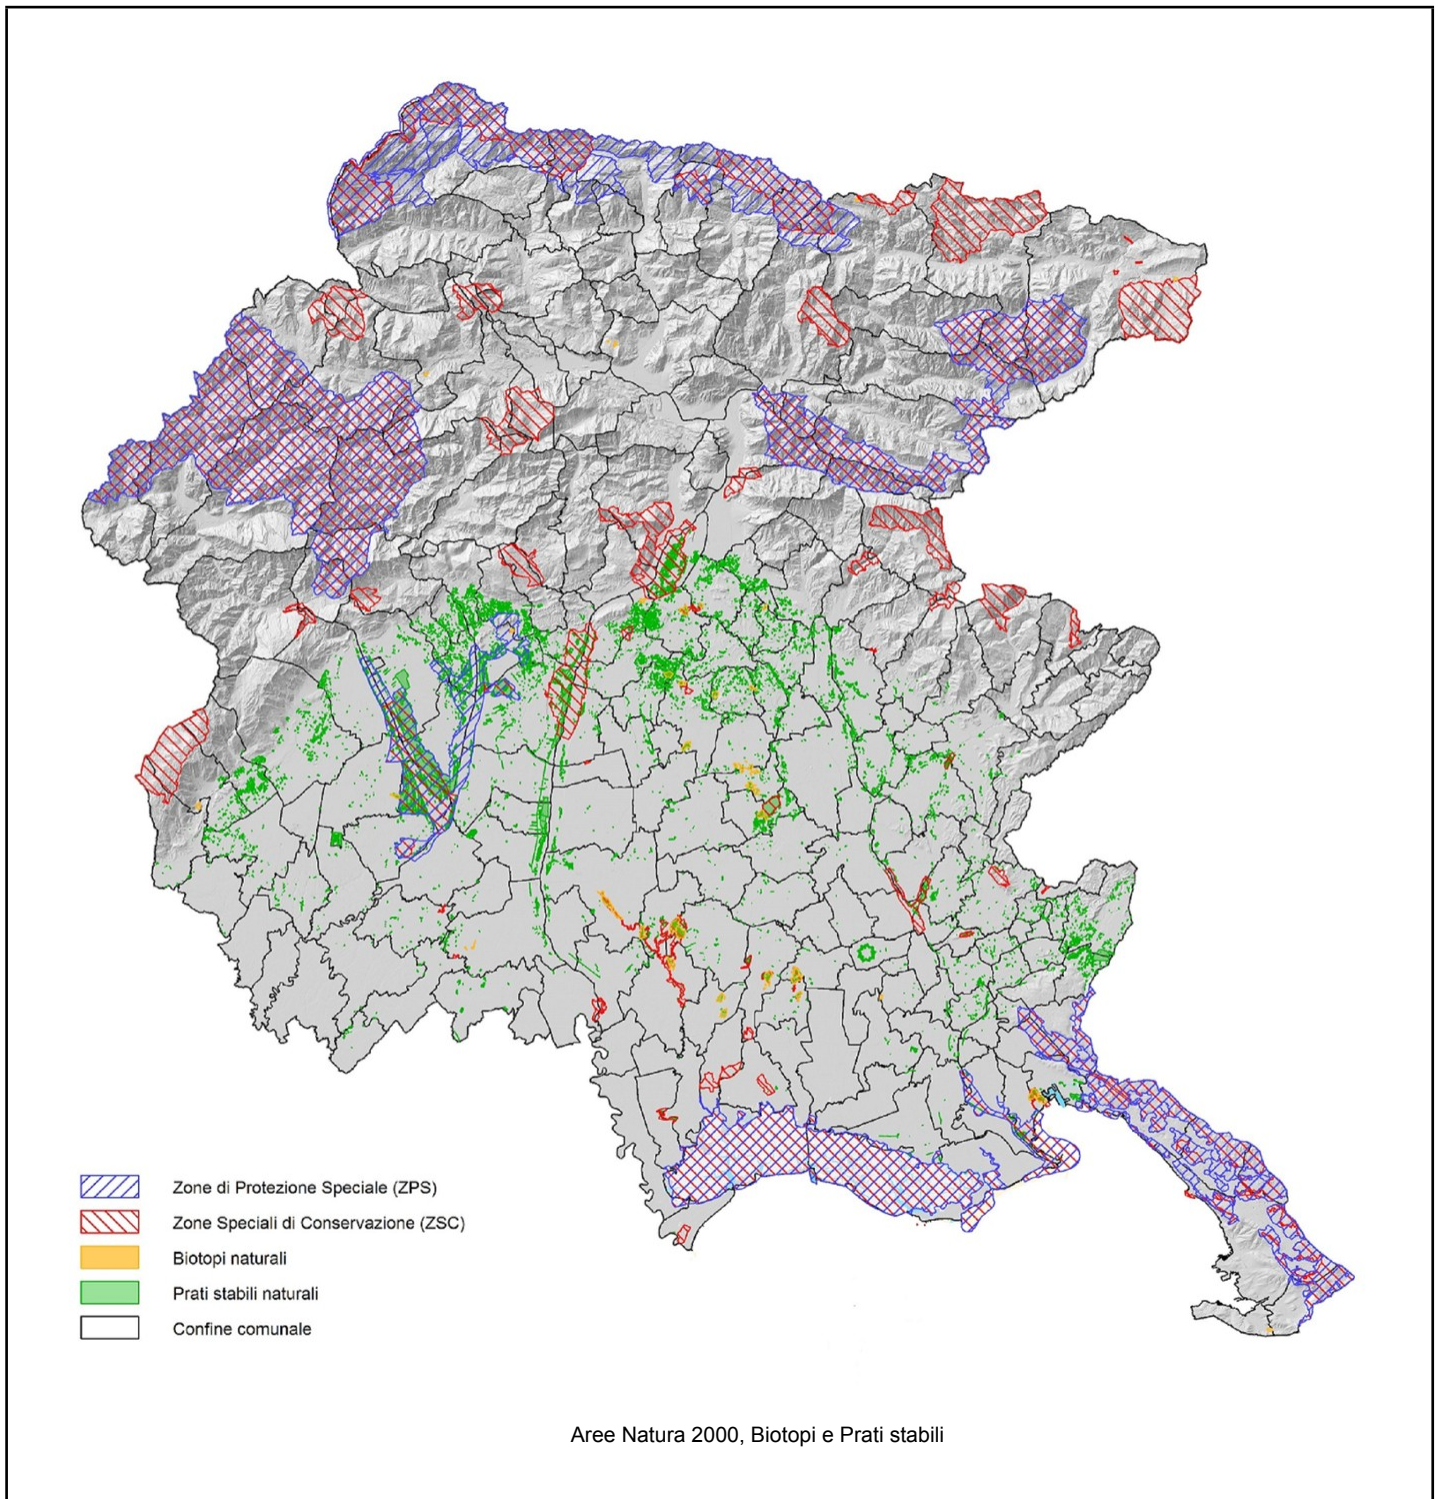 Zone di Protezione Speciale (ZPS)
Zone Speciali di Conservazione (ZSC)
Biotopi naturali
Prati stabili naturali
Confine comunale
Aree Natura 2000, Biotopi e Prati stabili